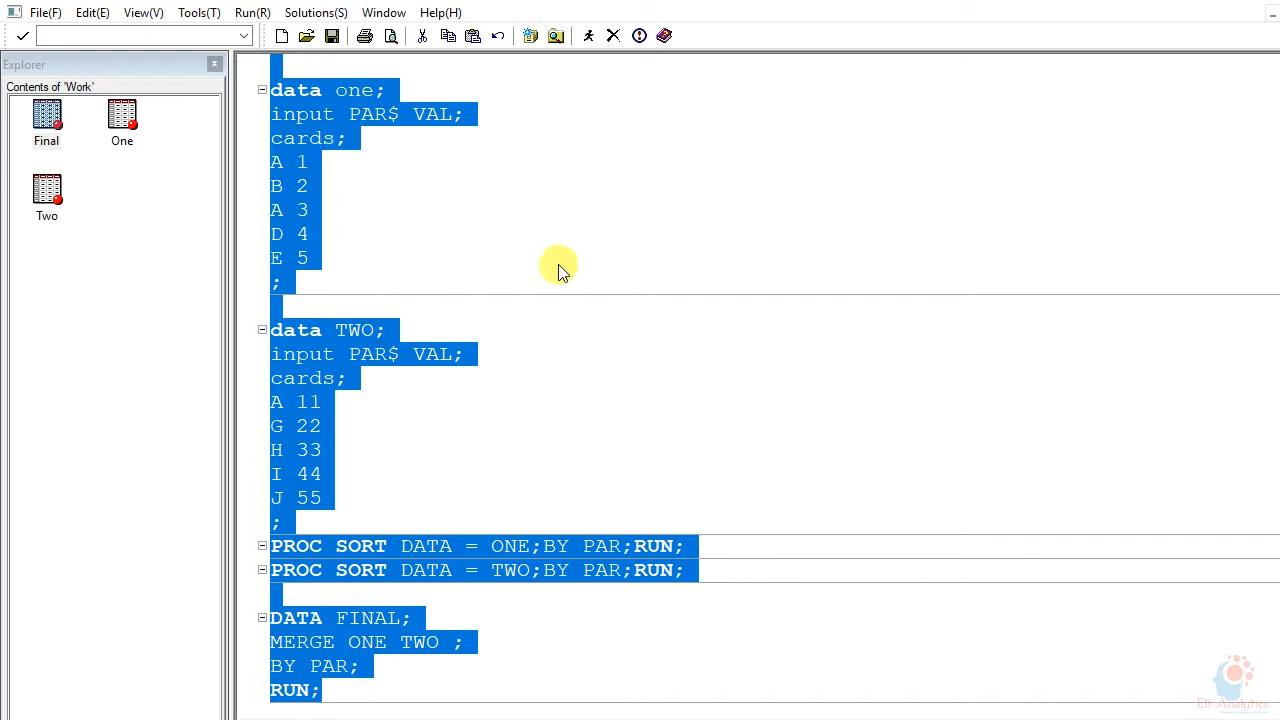 File(F) Edit(E) View(V) Tools(T) Run(R) Solutions(S) Window Help(H)
Explorer
Contents of 'Work'
Final One
Two
data one;
input PAR$ VAL;
cards;
A 1
B 2
A 3
D 4
E 5
;
data TWO;
input PAR$ VAL;
cards;
A 11
G 22
H 33
I 44
J 55
;
PROC SORT DATA = ONE;BY PAR;RUN;
PROC SORT DATA = TWO;BY PAR;RUN;
DATA FINAL;
MERGE ONE TWO ;
BY PAR;
RUN;